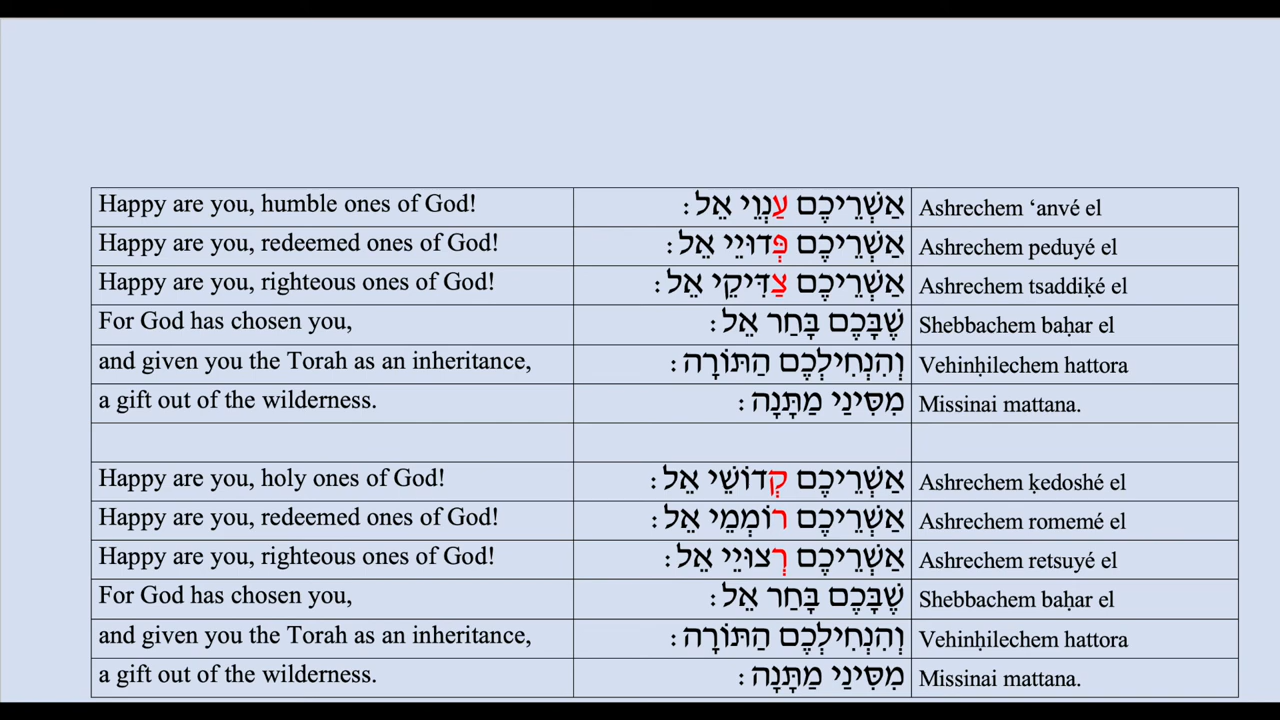 Happy are you, humble ones of God! אַשְׁרֵיכֶם עַנְוֵי אֵל׃ Ashrechem ‘anvé el
Happy are you, redeemed ones of God! אַשְׁרֵיכֶם פְּדוּיֵי אֵל׃ Ashrechem peduyé el
Happy are you, righteous ones of God! אַשְׁרֵיכֶם צַדִּיקֵי אֵל׃ Ashrechem tsaddiḳé el
For God has chosen you, שֶׁבָּכֶם בָּחַר אֵל׃ Shebbachem baḥar el
and given you the Torah as an inheritance, וְהִנְחִילְכֶם הַתּוֹרָה׃ Vehinḥilechem hattora
a gift out of the wilderness. מִסִּינַי מַתָּנָה׃ Missinai mattana.
Happy are you, holy ones of God! אַשְׁרֵיכֶם קְדוֹשֵׁי אֵל׃ Ashrechem ḳedoshé el
Happy are you, redeemed ones of God! אַשְׁרֵיכֶם רוֹמְמֵי אֵל׃ Ashrechem romemé el
Happy are you, righteous ones of God! אַשְׁרֵיכֶם רְצוּיֵי אֵל׃ Ashrechem retsuyé el
For God has chosen you, שֶׁבָּכֶם בָּחַר אֵל׃ Shebbachem baḥar el
and given you the Torah as an inheritance, וְהִנְחִילְכֶם הַתּוֹרָה׃ Vehinḥilechem hattora
a gift out of the wilderness. מִסִּינַי מַתָּנָה׃ Missinai mattana.